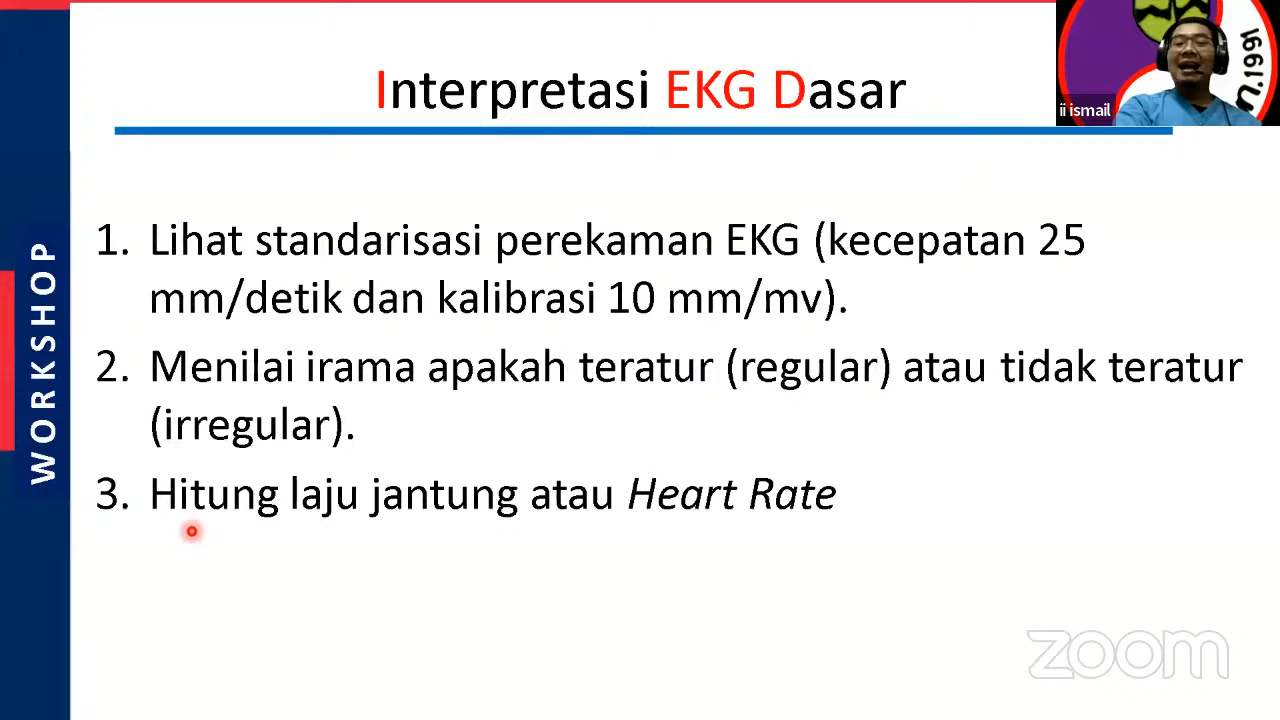 Interpretasi EKG Dasar
ii ismail
N.1991
WORKSHOP
1. Lihat standarisasi perekaman EKG (kecepatan 25
mm/detik dan kalibrasi 10 mm/mv).
2. Menilai irama apakah teratur (regular) atau tidak teratur
(irregular).
3. Hitung laju jantung atau Heart Rate
zoom